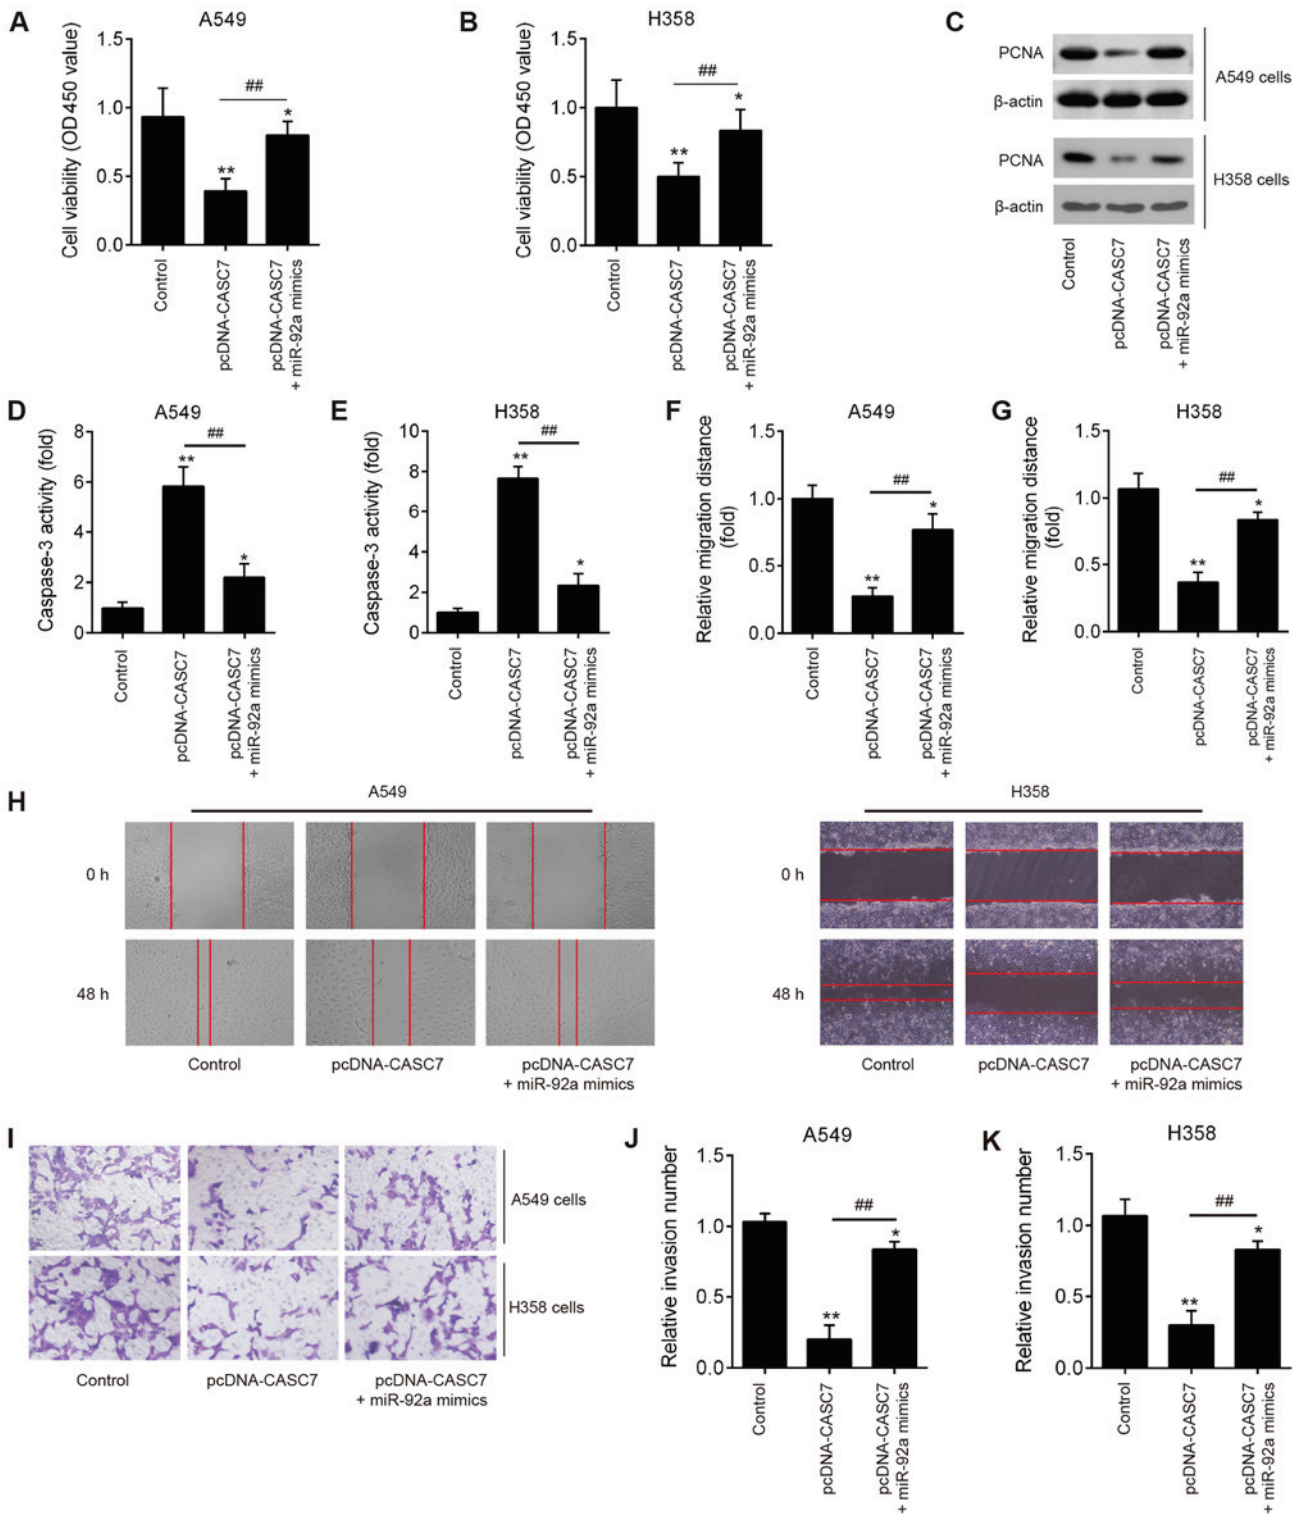 A
A549
Cell viability (OD 450 value)
1.5
1.0
0.5
0.0
**
##
*
Control
pcDNA-CASC7
pcDNA-CASC7
+ miR-92a mimics
B
H358
Cell viability (OD 450 value)
1.5
1.0
0.5
0.0
**
##
*
Control
pcDNA-CASC7
pcDNA-CASC7
+ miR-92a mimics
C
PCNA
β-actin
A549 cells
PCNA
β-actin
H358 cells
Control
pcDNA-CASC7
pcDNA-CASC7
+ miR-92a mimics
D
A549
Caspase-3 activity (fold)
8
6
4
2
0
**
##
*
Control
pcDNA-CASC7
pcDNA-CASC7
+ miR-92a mimics
E
H358
Caspase-3 activity (fold)
10
8
6
4
2
0
**
##
*
Control
pcDNA-CASC7
pcDNA-CASC7
+ miR-92a mimics
F
A549
Relative migration distance
(fold)
1.5
1.0
0.5
0.0
**
##
*
Control
pcDNA-CASC7
pcDNA-CASC7
+ miR-92a mimics
G
H358
Relative migration distance
(fold)
1.5
1.0
0.5
0.0
**
##
*
Control
pcDNA-CASC7
pcDNA-CASC7
+ miR-92a mimics
H
A549
H358
0 h
48 h
Control
pcDNA-CASC7
pcDNA-CASC7
+ miR-92a mimics
0 h
48 h
Control
pcDNA-CASC7
pcDNA-CASC7
+ miR-92a mimics
I
A549 cells
H358 cells
Control
pcDNA-CASC7
pcDNA-CASC7
+ miR-92a mimics
J
A549
Relative invasion number
1.5
1.0
0.5
0.0
**
##
*
Control
pcDNA-CASC7
pcDNA-CASC7
+ miR-92a mimics
K
H358
Relative invasion number
1.5
1.0
0.5
0.0
**
##
*
Control
pcDNA-CASC7
pcDNA-CASC7
+ miR-92a mimics